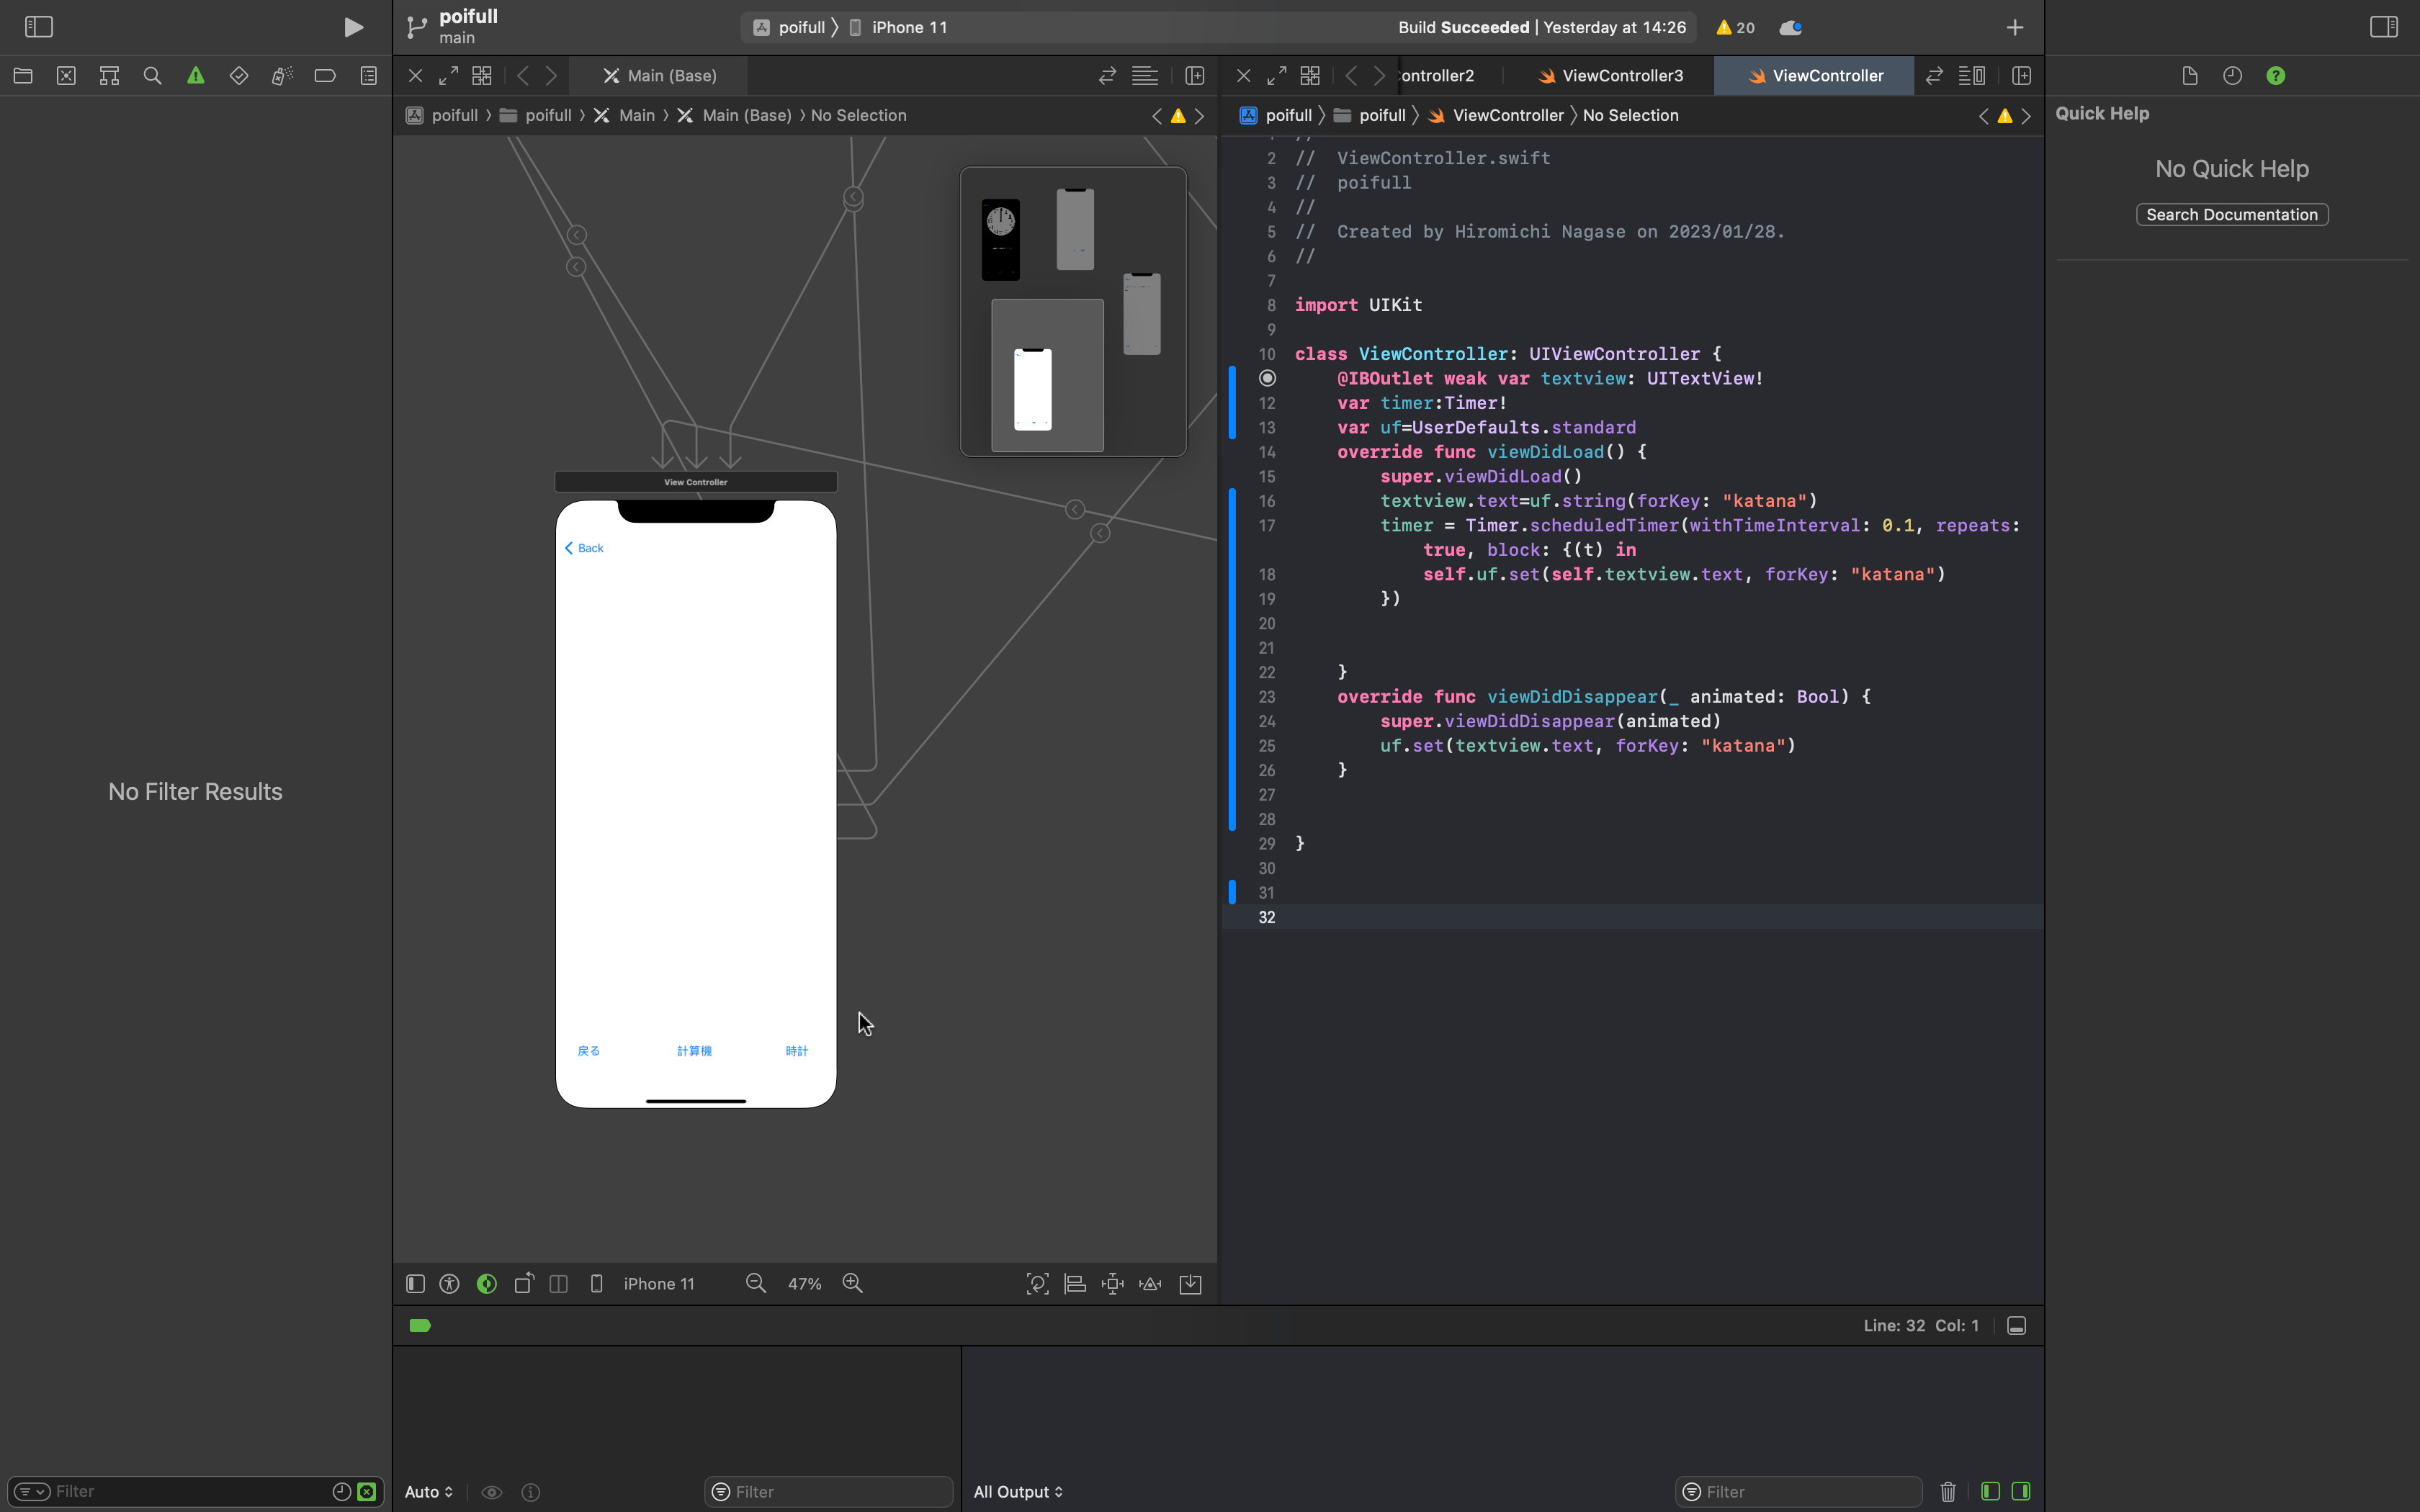 poifull
main
poifull
iPhone 11
Build Succeeded | Yesterday at 14:26
20
Main (Base)
ontroller2
ViewController3
ViewController
poifull
poifull
Main
Main (Base)
No Selection
poifull
poifull
ViewController
No Selection
Quick Help
No Quick Help
Search Documentation
No Filter Results
Filter
View Controller
Back
戻る
計算機
時計
iPhone 11
47%
2 //  ViewController.swift
3 //  poifull
4 //
5 //  Created by Hiromichi Nagase on 2023/01/28.
6 //
7
8 import UIKit
9
10 class ViewController: UIViewController {
@IBOutlet weak var textview: UITextView!
12 var timer:Timer!
13 var uf=UserDefaults.standard
14 override func viewDidLoad() {
15 super.viewDidLoad()
16 textview.text=uf.string(forKey: "katana")
17 timer = Timer.scheduledTimer(withTimeInterval: 0.1, repeats:
true, block: {(t) in
18 self.uf.set(self.textview.text, forKey: "katana")
19 })
20
21
22 }
23 override func viewDidDisappear(_ animated: Bool) {
24 super.viewDidDisappear(animated)
25 uf.set(textview.text, forKey: "katana")
26 }
27
28
29 }
30
31
32
Line: 32 Col: 1
Auto
Filter
All Output
Filter